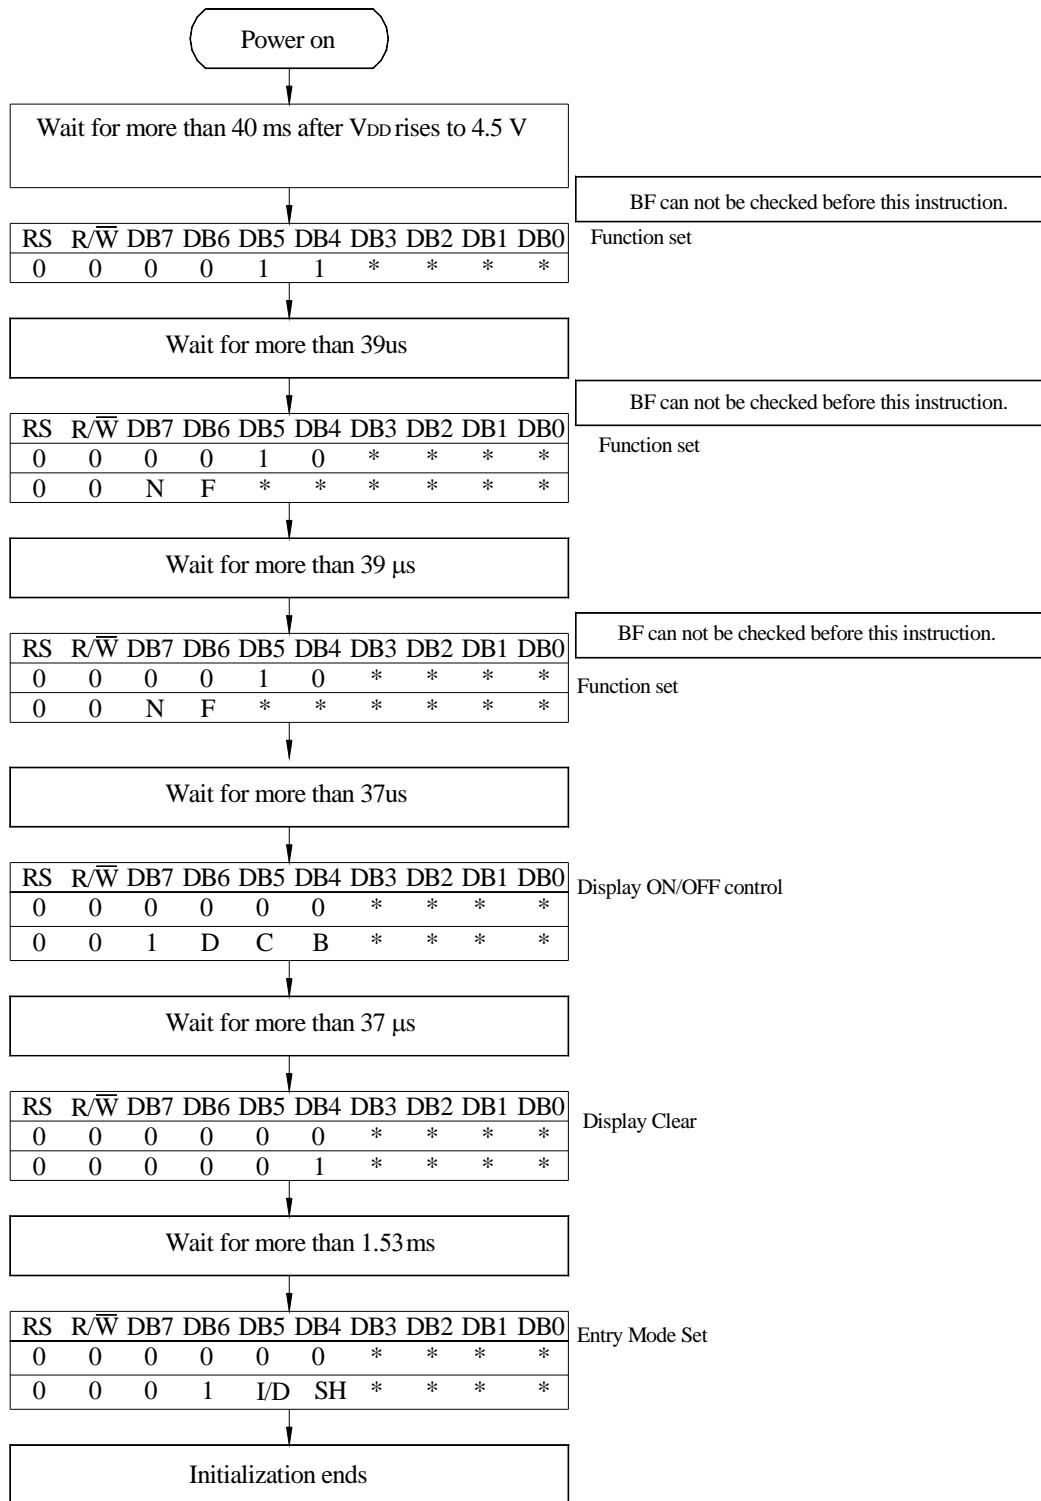 Power on
Wait for more than 40 ms after VDD rises to 4.5 V
BF can not be checked before this instruction.
RS R/W̅ DB7 DB6 DB5 DB4 DB3 DB2 DB1 DB0
Function set
0 0 0 0 1 1 * * * *
Wait for more than 39us
BF can not be checked before this instruction.
RS R/W̅ DB7 DB6 DB5 DB4 DB3 DB2 DB1 DB0
Function set
0 0 0 0 1 0 * * * *
0 0 N F * * * * * *
Wait for more than 39 μs
BF can not be checked before this instruction.
RS R/W̅ DB7 DB6 DB5 DB4 DB3 DB2 DB1 DB0
0 0 0 0 1 0 * * * *
Function set
0 0 N F * * * * * *
Wait for more than 37us
RS R/W̅ DB7 DB6 DB5 DB4 DB3 DB2 DB1 DB0
Display ON/OFF control
0 0 0 0 0 0 * * * *
0 0 1 D C B * * * *
Wait for more than 37 μs
RS R/W̅ DB7 DB6 DB5 DB4 DB3 DB2 DB1 DB0
Display Clear
0 0 0 0 0 0 * * * *
0 0 0 0 0 1 * * * *
Wait for more than 1.53ms
RS R/W̅ DB7 DB6 DB5 DB4 DB3 DB2 DB1 DB0
Entry Mode Set
0 0 0 0 0 0 * * * *
0 0 0 1 I/D SH * * * *
Initialization ends